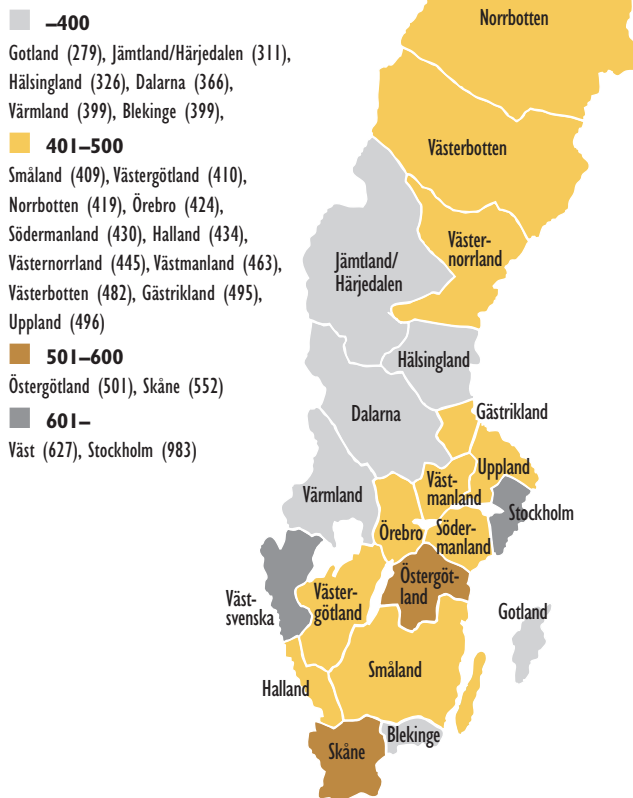 –400
Gotland (279), Jämtland/Härjedalen (311),
Hälsingland (326), Dalarna (366),
Värmland (399), Blekinge (399),
401–500
Småland (409), Västergötland (410),
Norrbotten (419), Örebro (424),
Södermanland (430), Halland (434),
Västernorrland (445), Västmanland (463),
Västerbotten (482), Gästrikland (495),
Uppland (496)
501–600
Östergötland (501), Skåne (552)
601–
Väst (627), Stockholm (983)
Norrbotten
Västerbotten
Väster-
norrland
Jämtland/
Härjedalen
Hälsingland
Dalarna
Gästrikland
Uppland
Väst-
manland
Värmland
Stockholm
Örebro
Söder-
manland
Östergöt-
land
Väster-
götland
Väst-
svenska
Gotland
Småland
Halland
Blekinge
Skåne